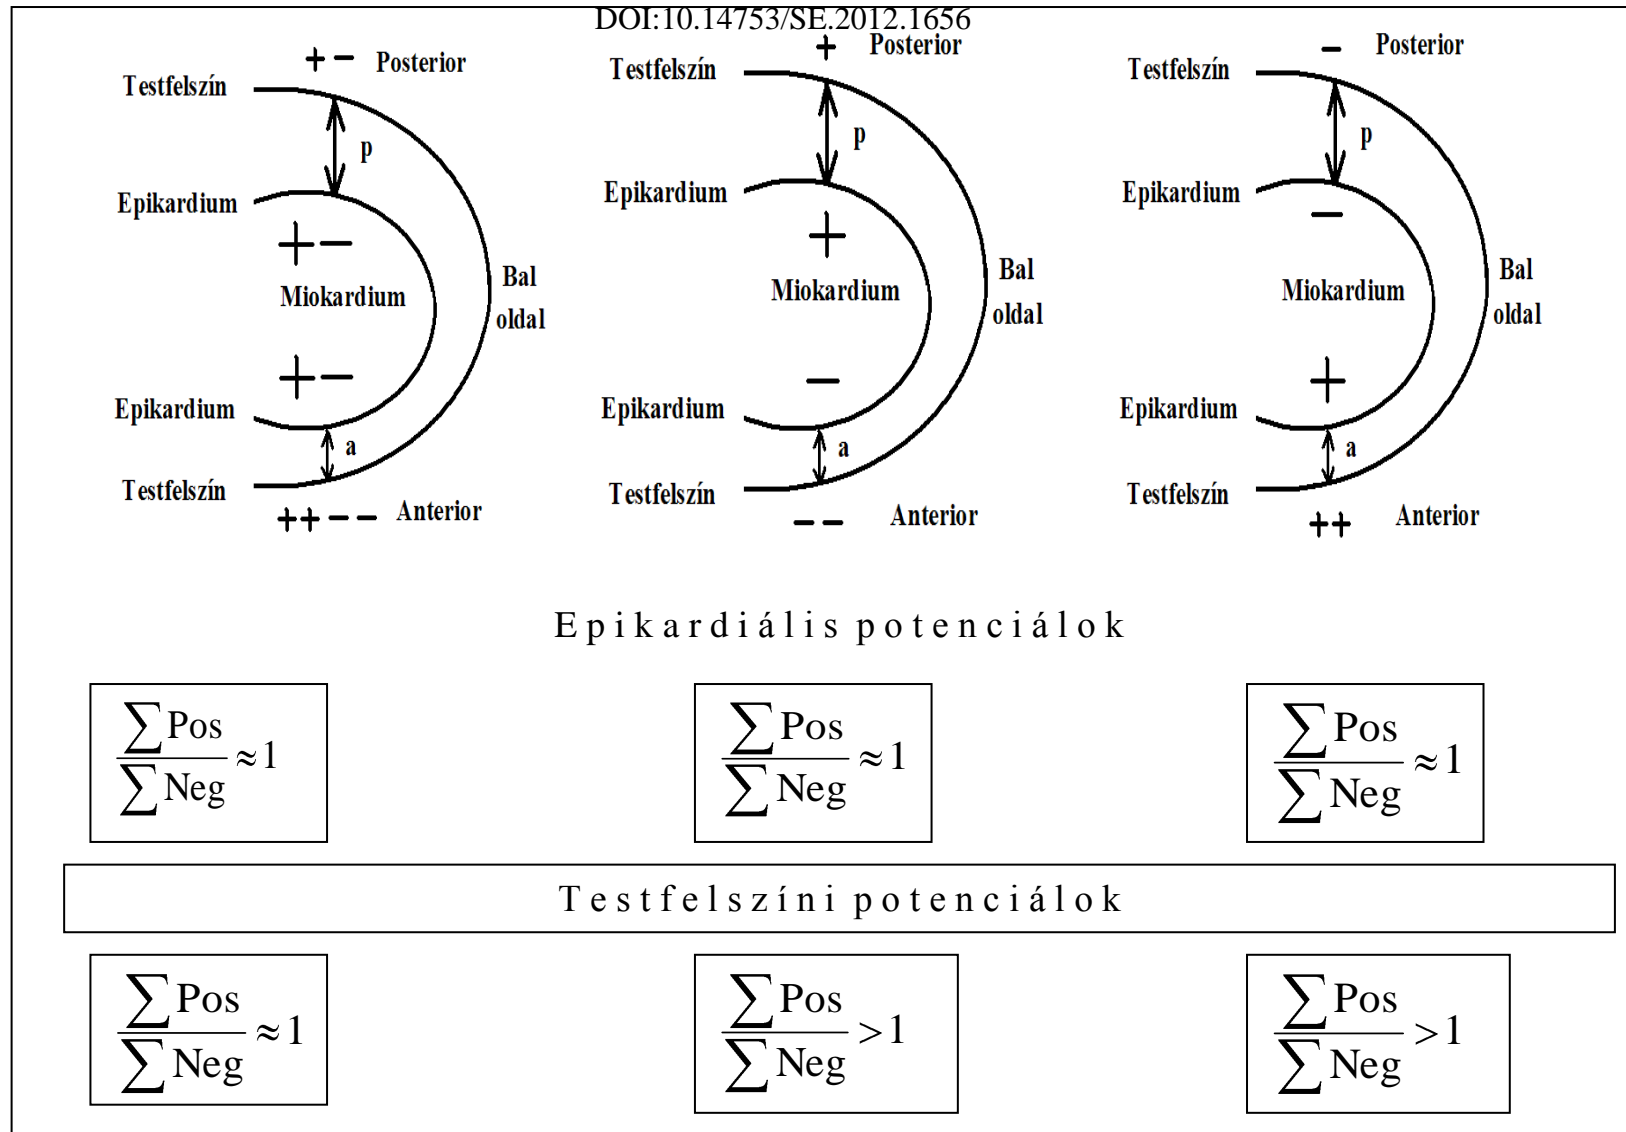 DOI:10.14753/SE.2012.1656
+ − Posterior
Testfelszín
p
Epikardium
+ −
Miokardium
Bal
oldal
+ −
Epikardium
a
Testfelszín
++ − − Anterior
+ Posterior
Testfelszín
p
Epikardium
+
Miokardium
Bal
oldal
−
Epikardium
a
Testfelszín
− − Anterior
− Posterior
Testfelszín
p
Epikardium
−
Miokardium
Bal
oldal
+
Epikardium
a
Testfelszín
++ Anterior
Epikardiális potenciálok
∑Pos
∑Neg ≈1
∑Pos
∑Neg ≈1
∑Pos
∑Neg ≈1
Testfelszíni potenciálok
∑Pos
∑Neg ≈1
∑Pos
∑Neg >1
∑Pos
∑Neg >1